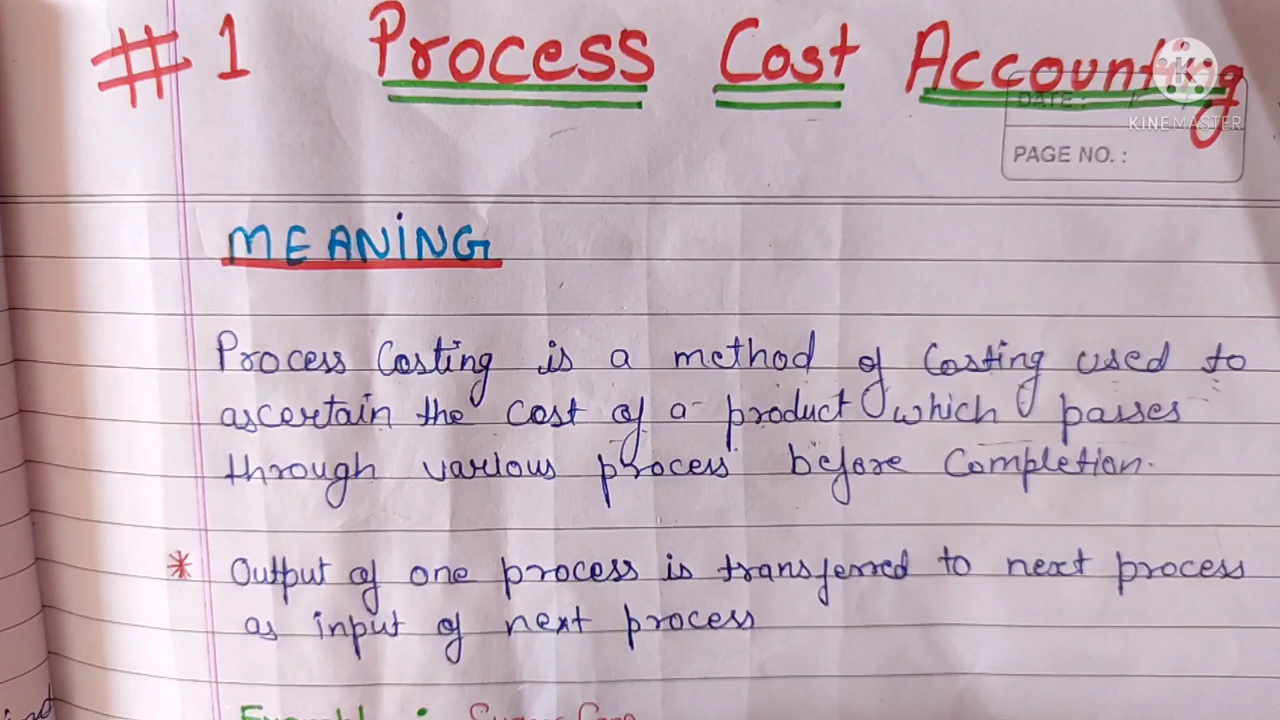 #1 Process Cost Accounting
KINEMASTER
DATE:
PAGE NO.:
MEANING
Process Costing is a method of Costing used to
ascertain the cost of a product which passes
through various process before Completion.
* Output of one process is transferred to next process
as input of next process